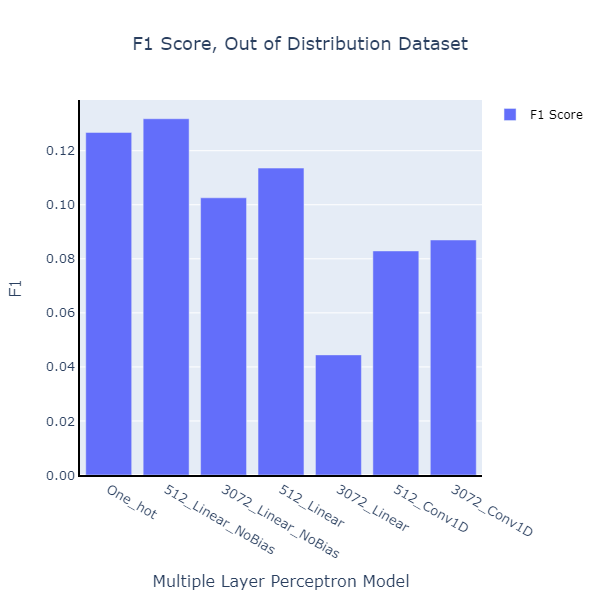 F1 Score, Out of Distribution Dataset
F1 Score
0.12
0.10
0.08
0.06
0.04
0.02
0.00
F1
One_hot
512_Linear_NoBias
3072_Linear_NoBias
512_Linear
3072_Linear
512_Conv1D
3072_Conv1D
Multiple Layer Perceptron Model